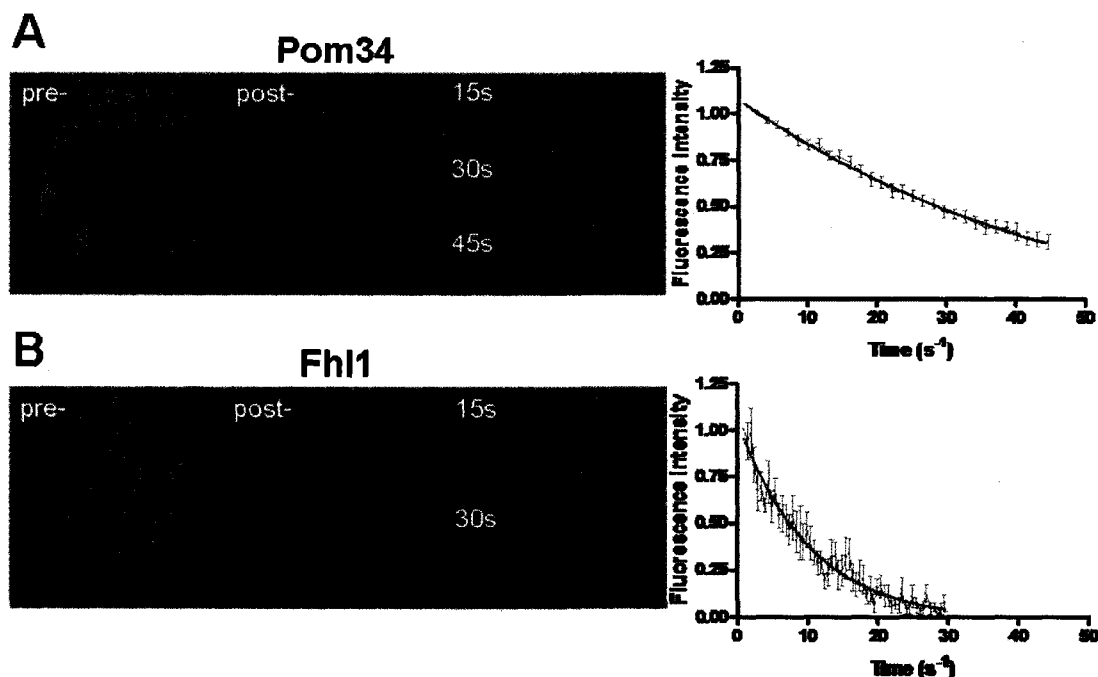 A
Pom34
pre-
post-
15s
30s
45s
Fluorescence Intensity
1.25
1.00
0.75
0.50
0.25
0.00
0
10
20
30
40
50
Time (s⁻¹)
B
Fhl1
pre-
post-
15s
30s
Fluorescence Intensity
1.25
1.00
0.75
0.50
0.25
0.00
0
10
20
30
40
50
Time (s⁻¹)